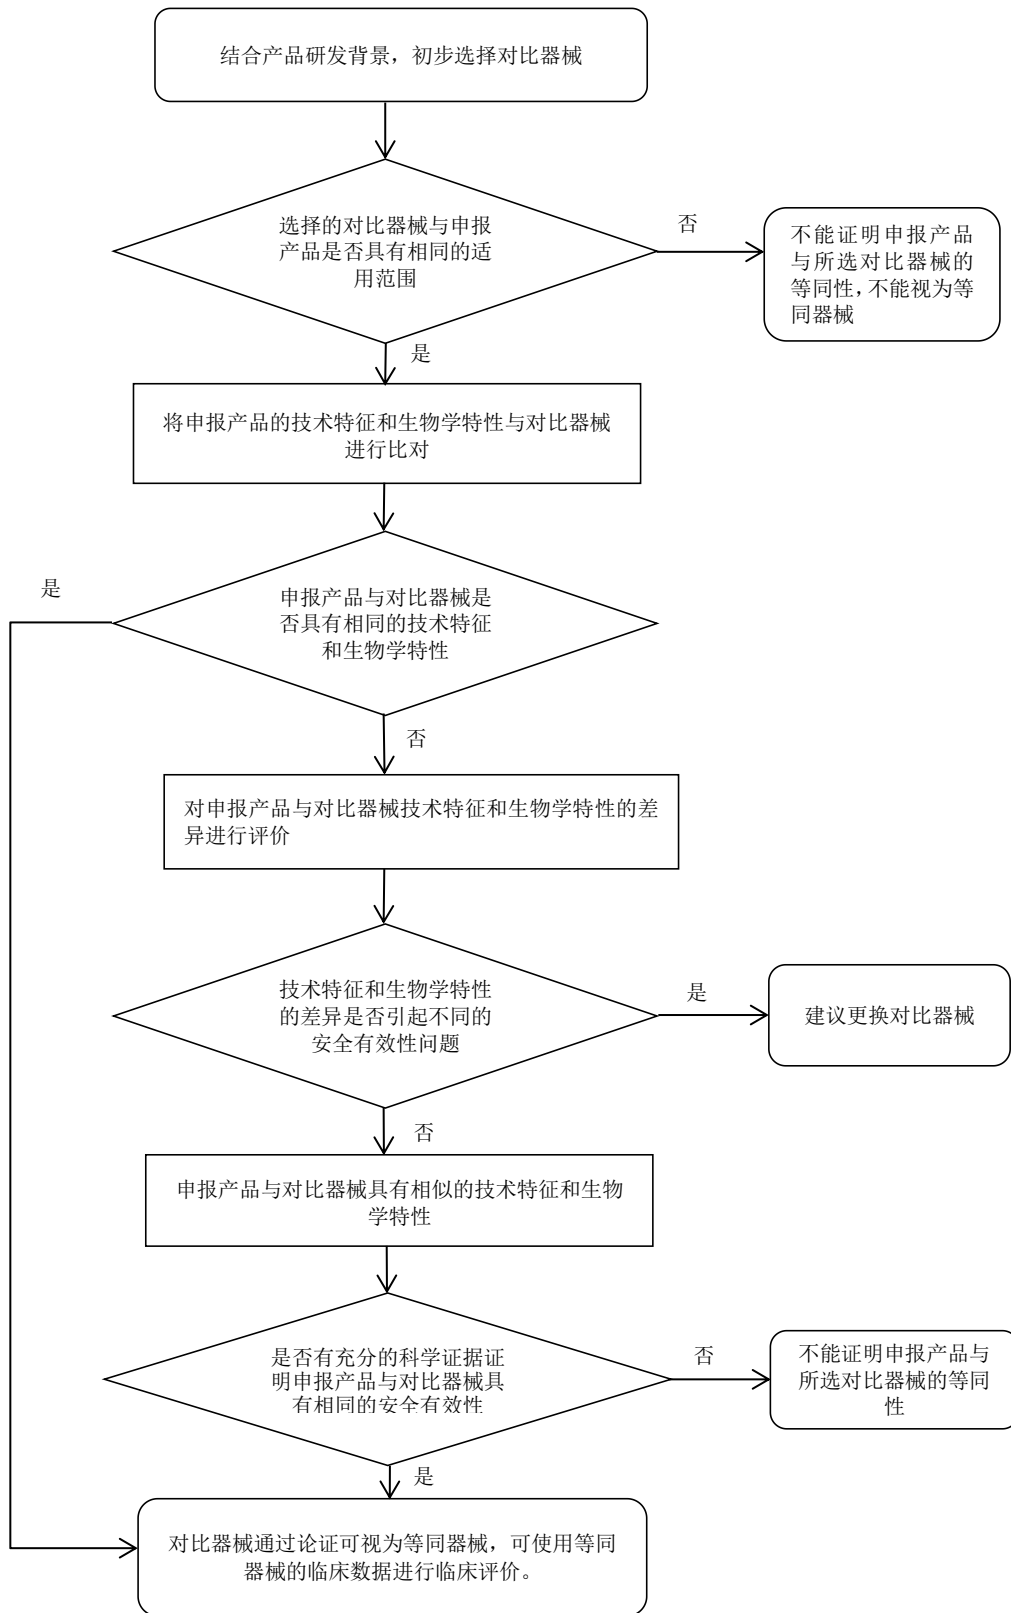 结合产品研发背景，初步选择对比器械
选择的对比器械与申报
产品是否具有相同的适
用范围
否
不能证明申报产品
与所选对比器械的
等同性，不能视为等
同器械
是
将申报产品的技术特征和生物学特性与对比器械
进行比对
是
申报产品与对比器械是
否具有相同的技术特征
和生物学特性
否
对申报产品与对比器械技术特征和生物学特性的差
异进行评价
技术特征和生物学特性
的差异是否引起不同的
安全有效性问题
是
建议更换对比器械
否
申报产品与对比器械具有相似的技术特征和生物
学特性
是否有充分的科学证据证
明申报产品与对比器械具
有相同的安全有效性
否
不能证明申报产品与
所选对比器械的等同
性
是
对比器械通过论证可视为等同器械，可使用等同
器械的临床数据进行临床评价。